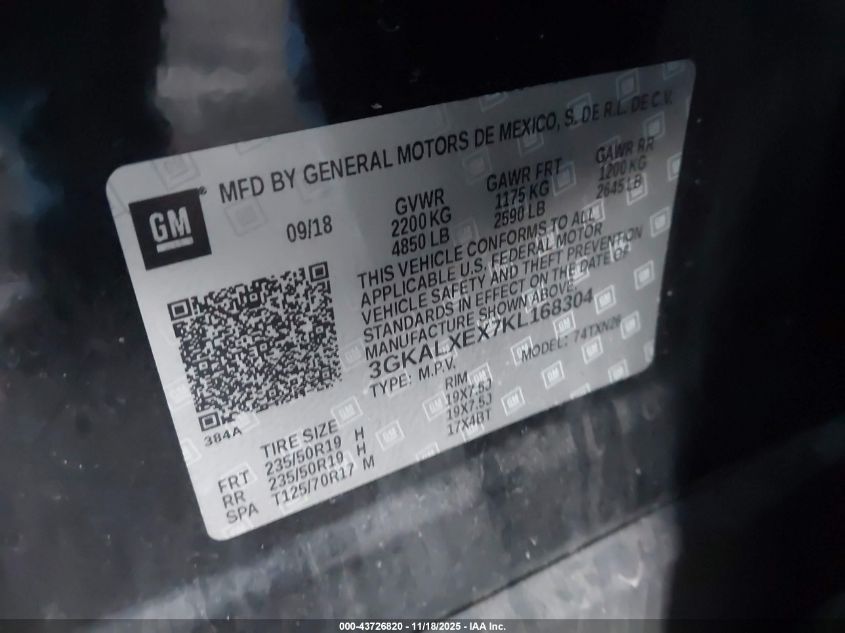 MFD BY GENERAL MOTORS DE MEXICO, S. DE R.L. DE C.V.
GM ®
09/18
GVWR GAWR FRT GAWR RR
2200 KG 1175 KG 1200 KG
4850 LB 2590 LB 2645 LB
THIS VEHICLE CONFORMS TO ALL
APPLICABLE U.S. FEDERAL MOTOR
VEHICLE SAFETY AND THEFT PREVENTION
STANDARDS IN EFFECT ON THE DATE OF
MANUFACTURE SHOWN ABOVE.
3GKALXEX7KL168304
TYPE: M.P.V. MODEL: 74TXN26
384A
TIRE SIZE RIM
FRT 235/50R19 H 19X7.5J
RR 235/50R19 H 19X7.5J
SPA T125/70R17 M 17X4BT
000-43726820 - 11/18/2025 - IAA Inc.